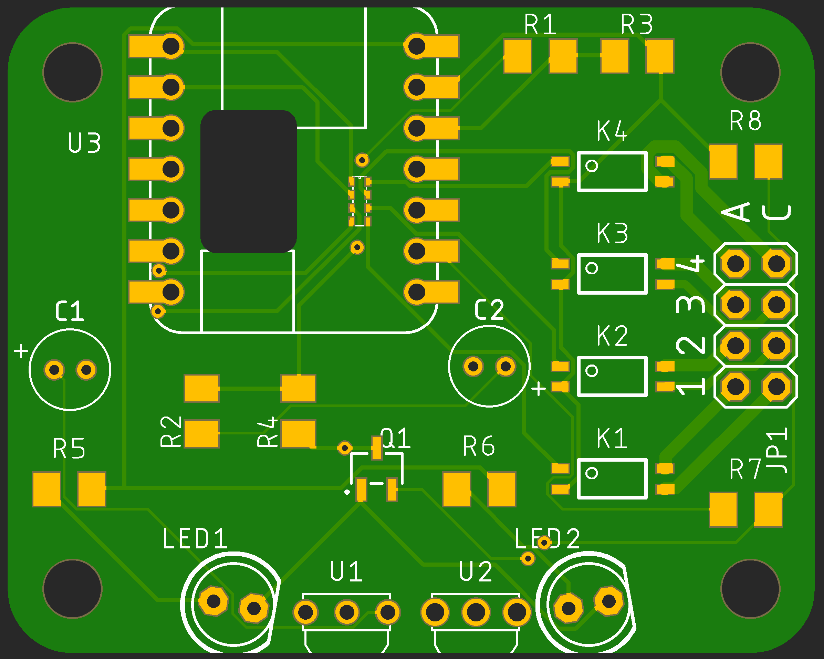 R1 R3
U3
K4
R8
A C
K3
4
C1
C2
3
+
K2
2
+
1
R2
R4
Q1
K1
R5
R6
JP1
R7
LED1
LED2
U1
U2